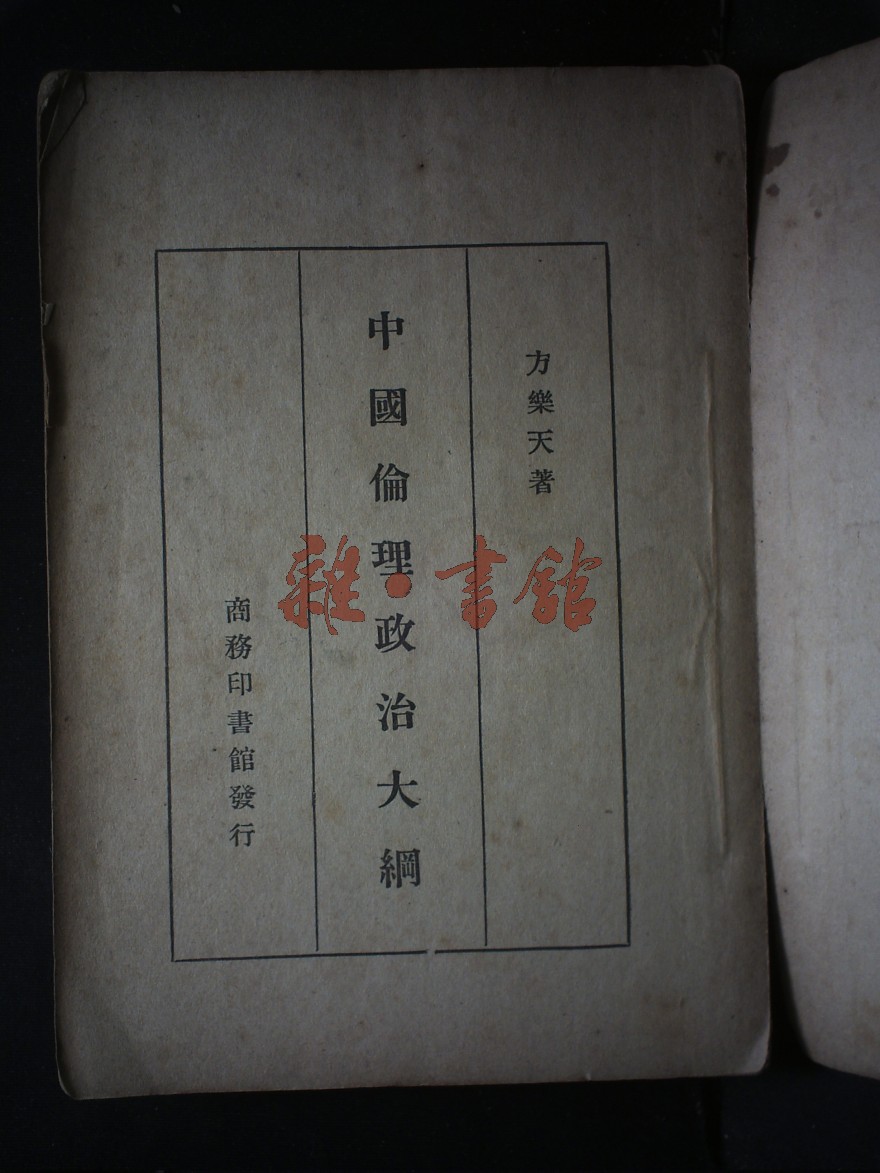 方樂天著
中國倫理政治大綱
商務印書館發行
雜·書館